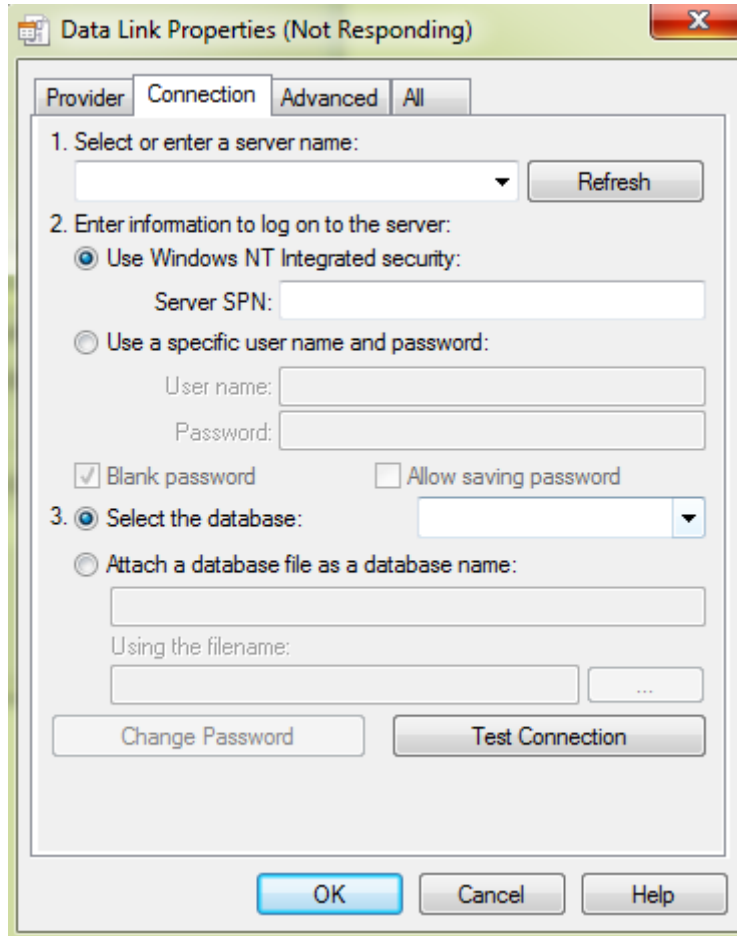 Data Link Properties (Not Responding)
Provider Connection Advanced All
1. Select or enter a server name:
Refresh
2. Enter information to log on to the server:
Use Windows NT Integrated security:
Server SPN:
Use a specific user name and password:
User name:
Password:
Blank password Allow saving password
3. Select the database:
Attach a database file as a database name:
Using the filename:
...
Change Password Test Connection
OK Cancel Help